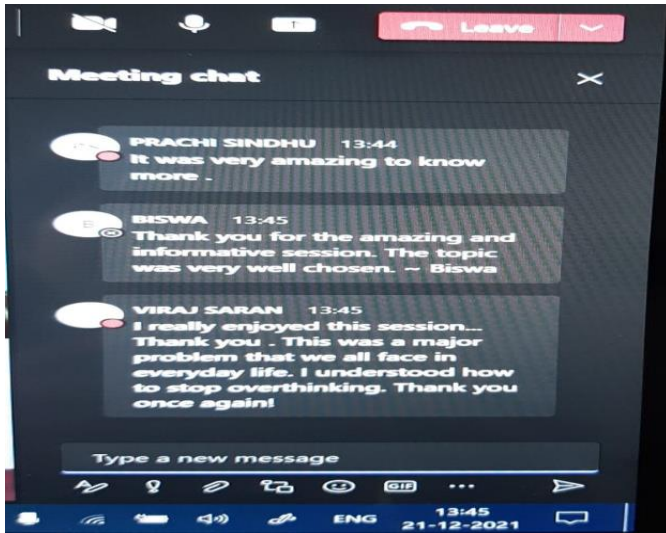 Leave
Meeting chat
PRACHI SINDHU 13:44
It was very amazing to know
more .
BISWA 13:45
Thank you for the amazing and
informative session. The topic
was very well chosen. ~ Biswa
VIRAJ SARAN 13:45
I really enjoyed this session...
Thank you . This was a major
problem that we all face in
everyday life. I understood how
to stop overthinking. Thank you
once again!
Type a new message
GIF
ENG
13:45
21-12-2021